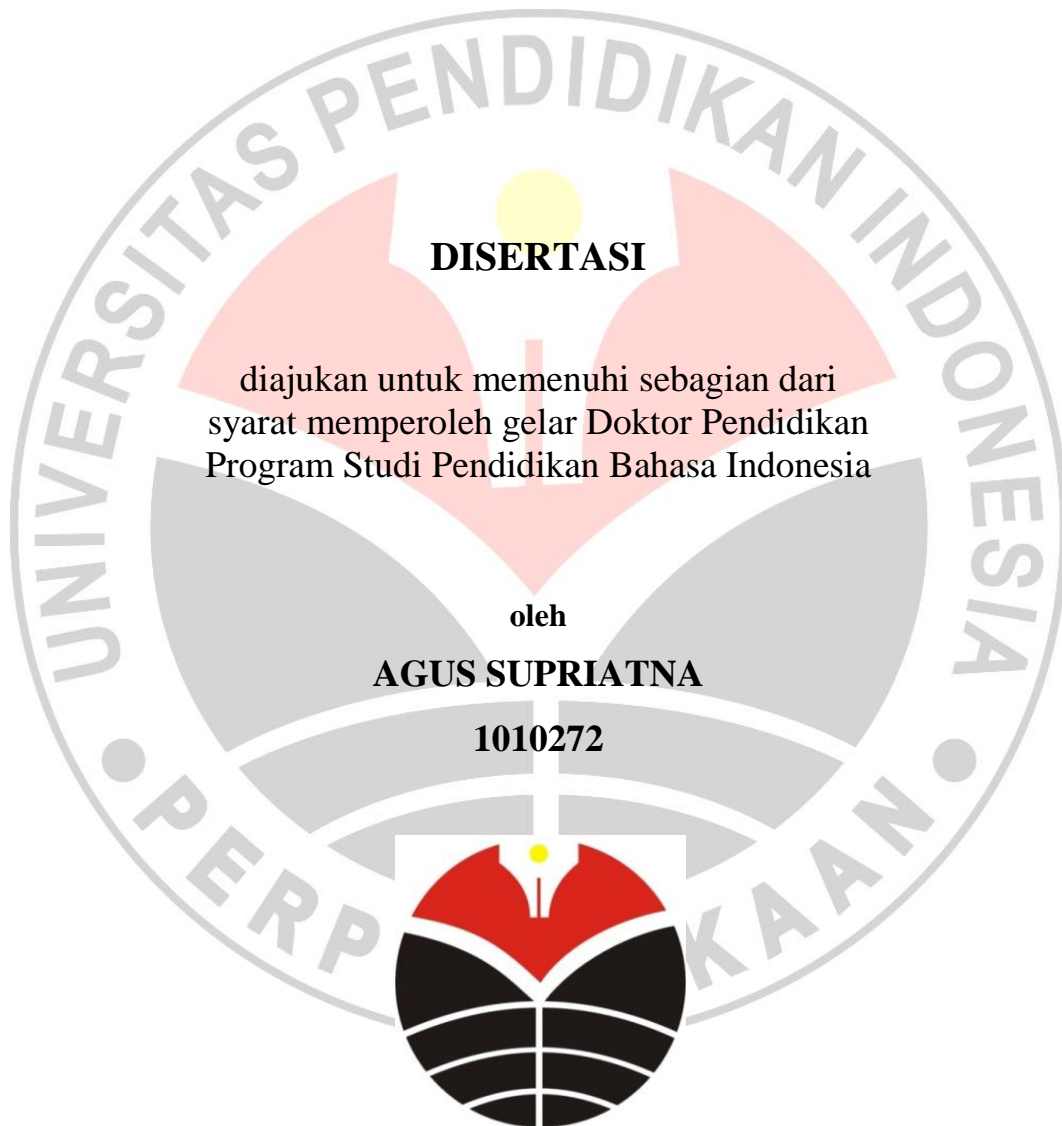 UNIVERSITAS PENDIDIKAN INDONESIA
DISERTASI
diajukan untuk memenuhi sebagian dari
syarat memperoleh gelar Doktor Pendidikan
Program Studi Pendidikan Bahasa Indonesia
oleh
AGUS SUPRIATNA
1010272